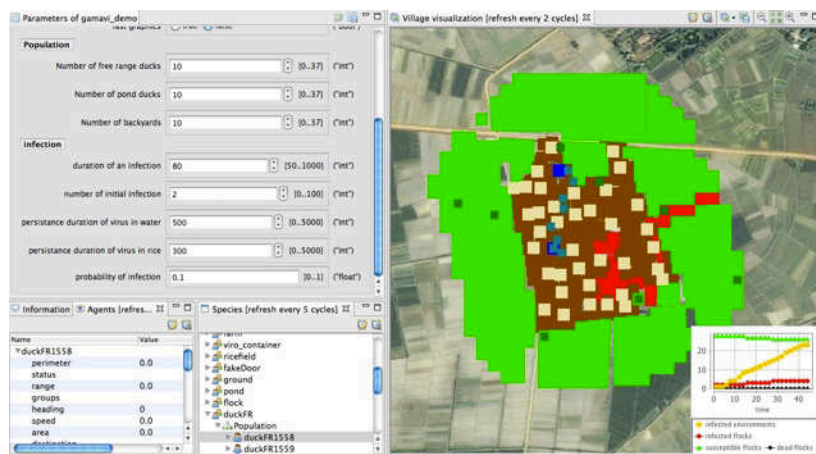 Parameters of gamavi_demo
Population
Number of free range ducks 10 [0..37] ("int")
Number of pond ducks 10 [0..37] ("int")
Number of backyards 10 [0..37] ("int")
infection
duration of an infection 80 [50..1000] ("int")
number of initial infection 2 [0..100] ("int")
persistance duration of virus in water 500 [0..5000] ("int")
persistance duration of virus in rice 300 [0..5000] ("int")
probability of infection 0.1 [0..1] ("float")
Information Agents [refres...
Name Value
duckFR1558
perimeter 0.0
status
range 0.0
groups
heading 0
speed 0.0
area 0.0
Species [refresh every 5 cycles]
viro_container
ricefield
fakeDoor
ground
pond
flock
duckFR
Population
duckFR1558
duckFR1559
Village visualization [refresh every 2 cycles]
20
10
0
0 10 20 30 40
time
infected environments
infected flocks
susceptible flocks dead flocks